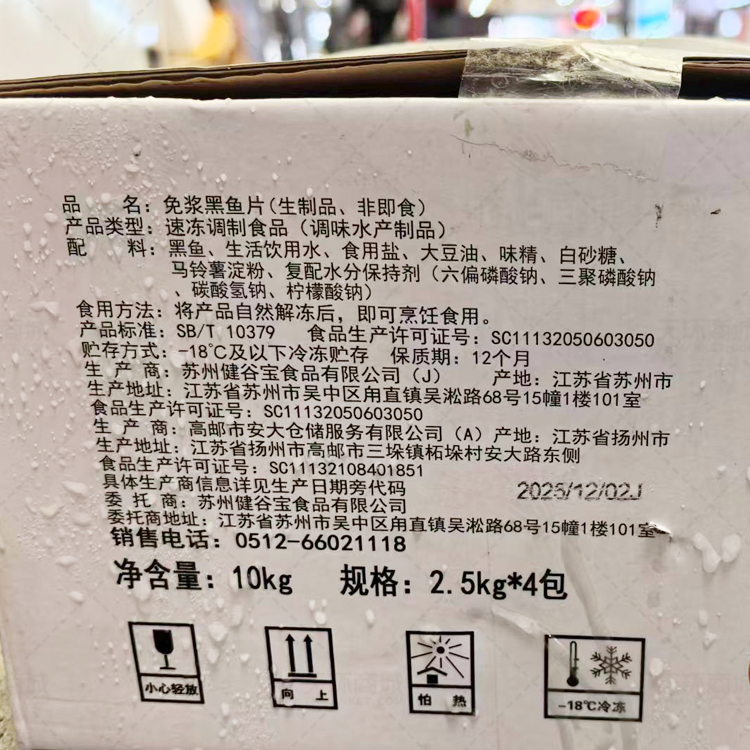 品　　名：免浆黑鱼片(生制品、非即食)
产品类型：速冻调制食品（调味水产制品）
配　　料：黑鱼、生活饮用水、食用盐、大豆油、味精、白砂糖、
马铃薯淀粉、复配水分保持剂（六偏磷酸钠、三聚磷酸钠
、碳酸氢钠、柠檬酸钠）
食用方法：将产品自然解冻后，即可烹饪食用。
产品标准：SB/T 10379　食品生产许可证号：SC11132050603050
贮存方式：-18℃及以下冷冻贮存　保质期：12个月
生 产 商：苏州健谷宝食品有限公司（J）　产地：江苏省苏州市
生产地址：江苏省苏州市吴中区甪直镇吴淞路68号15幢1楼101室
食品生产许可证号：SC11132050603050
生 产 商：高邮市安大仓储服务有限公司（A）产地：江苏省扬州市
生产地址：江苏省扬州市高邮市三垛镇柘垛村安大路东侧
食品生产许可证号：SC11132108401851
具体生产商信息详见生产日期旁代码
2025/12/02J
委 托 商：苏州健谷宝食品有限公司
委托商地址：江苏省苏州市吴中区甪直镇吴淞路68号15幢1楼101室
销售电话：0512-66021118
净含量：10kg　规格：2.5kg*4包
小心轻放　向　上　怕　热　-18℃冷冻